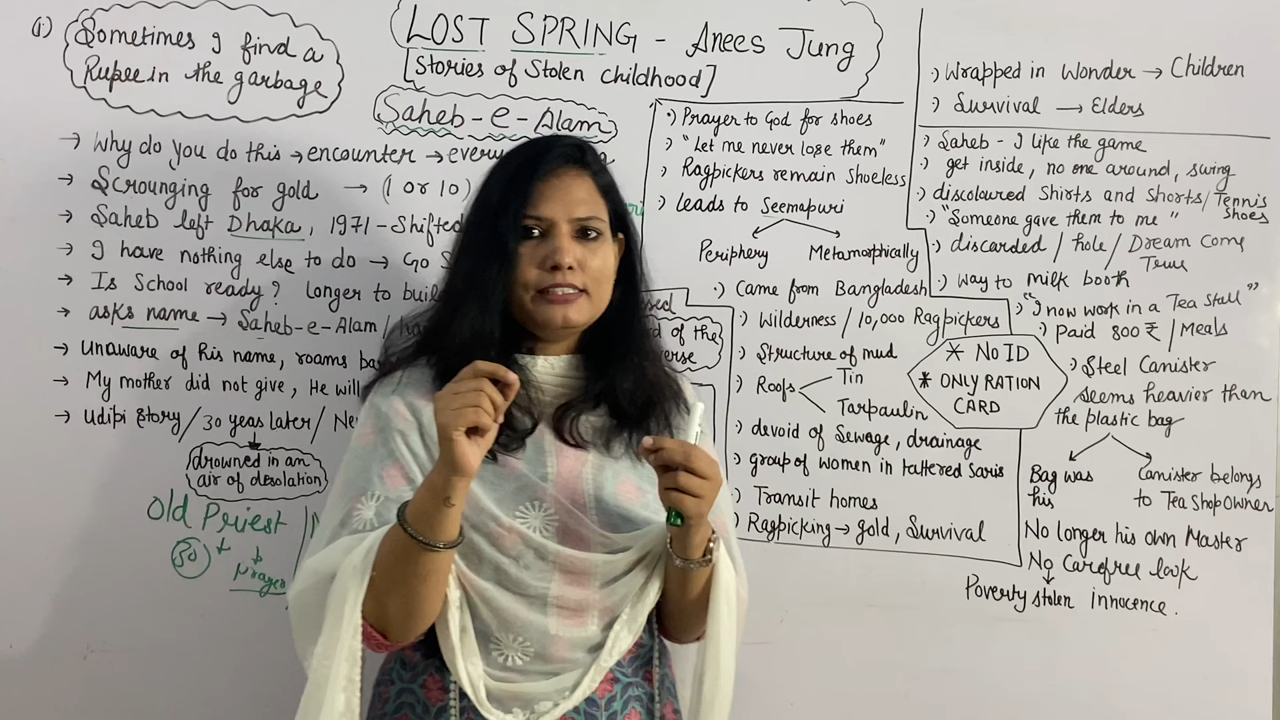 LOST SPRING - Anees Jung
[Stories of Stolen childhood]
1)
Sometimes I find a
Rupee in the garbage
Saheb-e-Alam
→ Why do you do this → encounter →
→ Scrounging for gold → (1 or 10)
→ Saheb left Dhaka, 1971 - Shifted
→ I have nothing else to do → Go
→ Is School ready? Longer to
→ asks name → Saheb-e-Alam /
→ Unaware of his name, roams
→ My mother did not give, He will
→ Udipi Story / 30 yeas later /
drowned in an
air of desolation
Old Priest
30
Prayer
:) Prayer to God for shoes
:) "Let me never lose them"
:) Ragpickers remain Shoeless
:) Leads to Seemapuri
Periphery Metamorphically
:) Came from Bangladesh
of the
:) Wilderness / 10,000 Ragpickers
:) Structure of mud
:) Roofs Tin
Tarpaulin
:) devoid of Sewage, drainage
:) group of women in tattered Saris
:) Transit homes
:) Ragpicking → gold, Survival
* NO ID
* ONLY RATION
CARD
:) Wrapped in Wonder → Children
:) Survival → Elders
:) Saheb - I like the game
:) get inside, no one around, swing
:) discoloured Shirts and Shorts / Tennis
Shoes
:) "Someone gave them to me"
:) discarded / hole / Dream Come
True
:) Way to milk booth
:) "I now work in a Tea Stall"
:) Paid 800 ₹ / Meals
:) Steel Canister
seems heavier than
the plastic bag
Bag was
his
Canister belongs
to Tea Shop Owner
No longer his own Master
No Carefree look
Poverty stolen innocence.